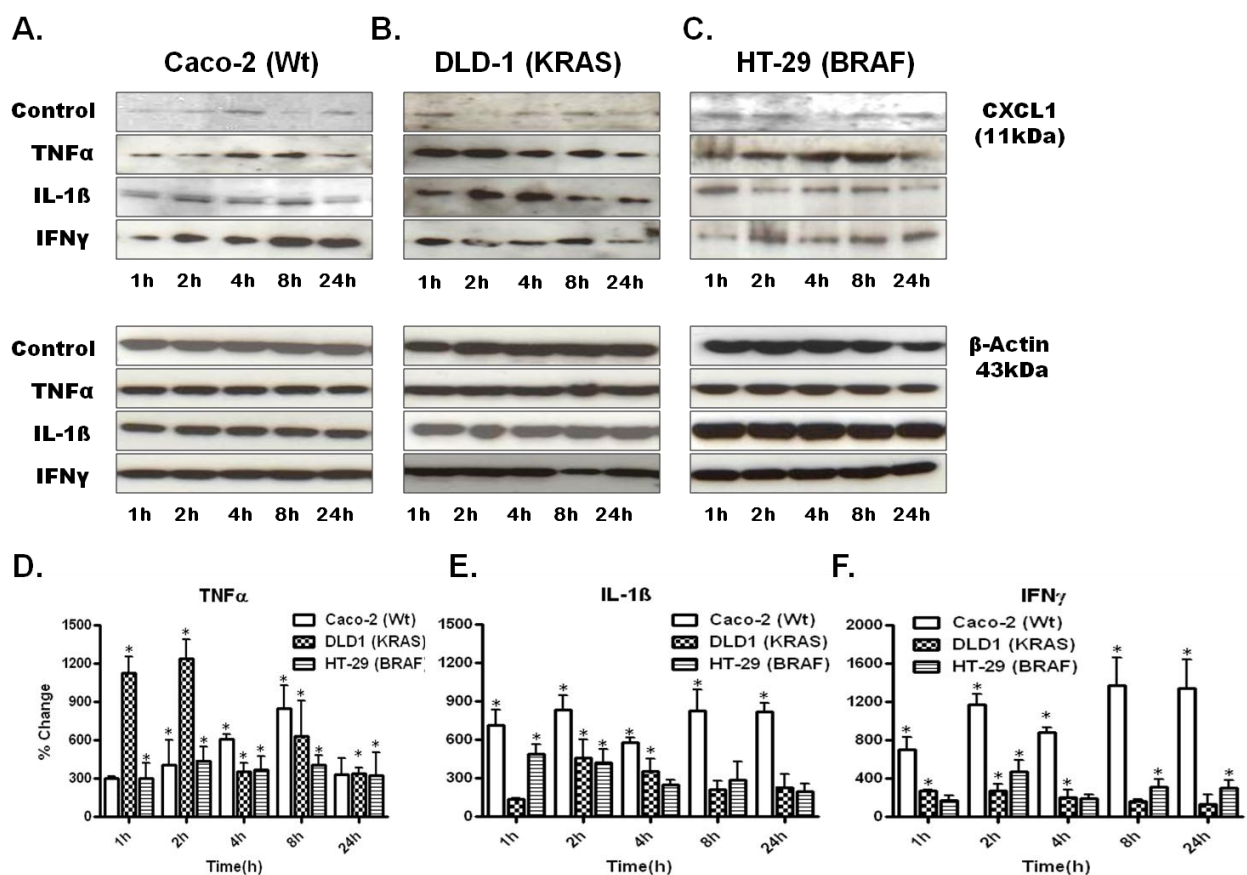 A.
B.
C.
Caco-2 (Wt)
DLD-1 (KRAS)
HT-29 (BRAF)
Control
TNFα
IL-1ß
IFNγ
CXCL1
(11kDa)
1h 2h 4h 8h 24h
1h 2h 4h 8h 24h
1h 2h 4h 8h 24h
Control
TNFα
IL-1ß
IFNγ
β-Actin
43kDa
1h 2h 4h 8h 24h
1h 2h 4h 8h 24h
1h 2h 4h 8h 24h
D.
TNFα
Caco-2 (Wt)
DLD1 (KRAS)
HT-29 (BRAF)
% Change
1500
1200
900
600
300
0
* * * * * * * * * * * * *
1h 2h 4h 8h 24h
Time(h)
E.
IL-1ß
Caco-2 (Wt)
DLD1 (KRAS)
HT-29 (BRAF)
1500
1200
900
600
300
0
* * * * * * * * *
1h 2h 4h 8h 24h
Time(h)
F.
IFNγ
Caco-2 (Wt)
DLD1 (KRAS)
HT-29 (BRAF)
2000
1600
1200
800
400
0
* * * * * * * * * * *
1h 2h 4h 8h 24h
Time(h)